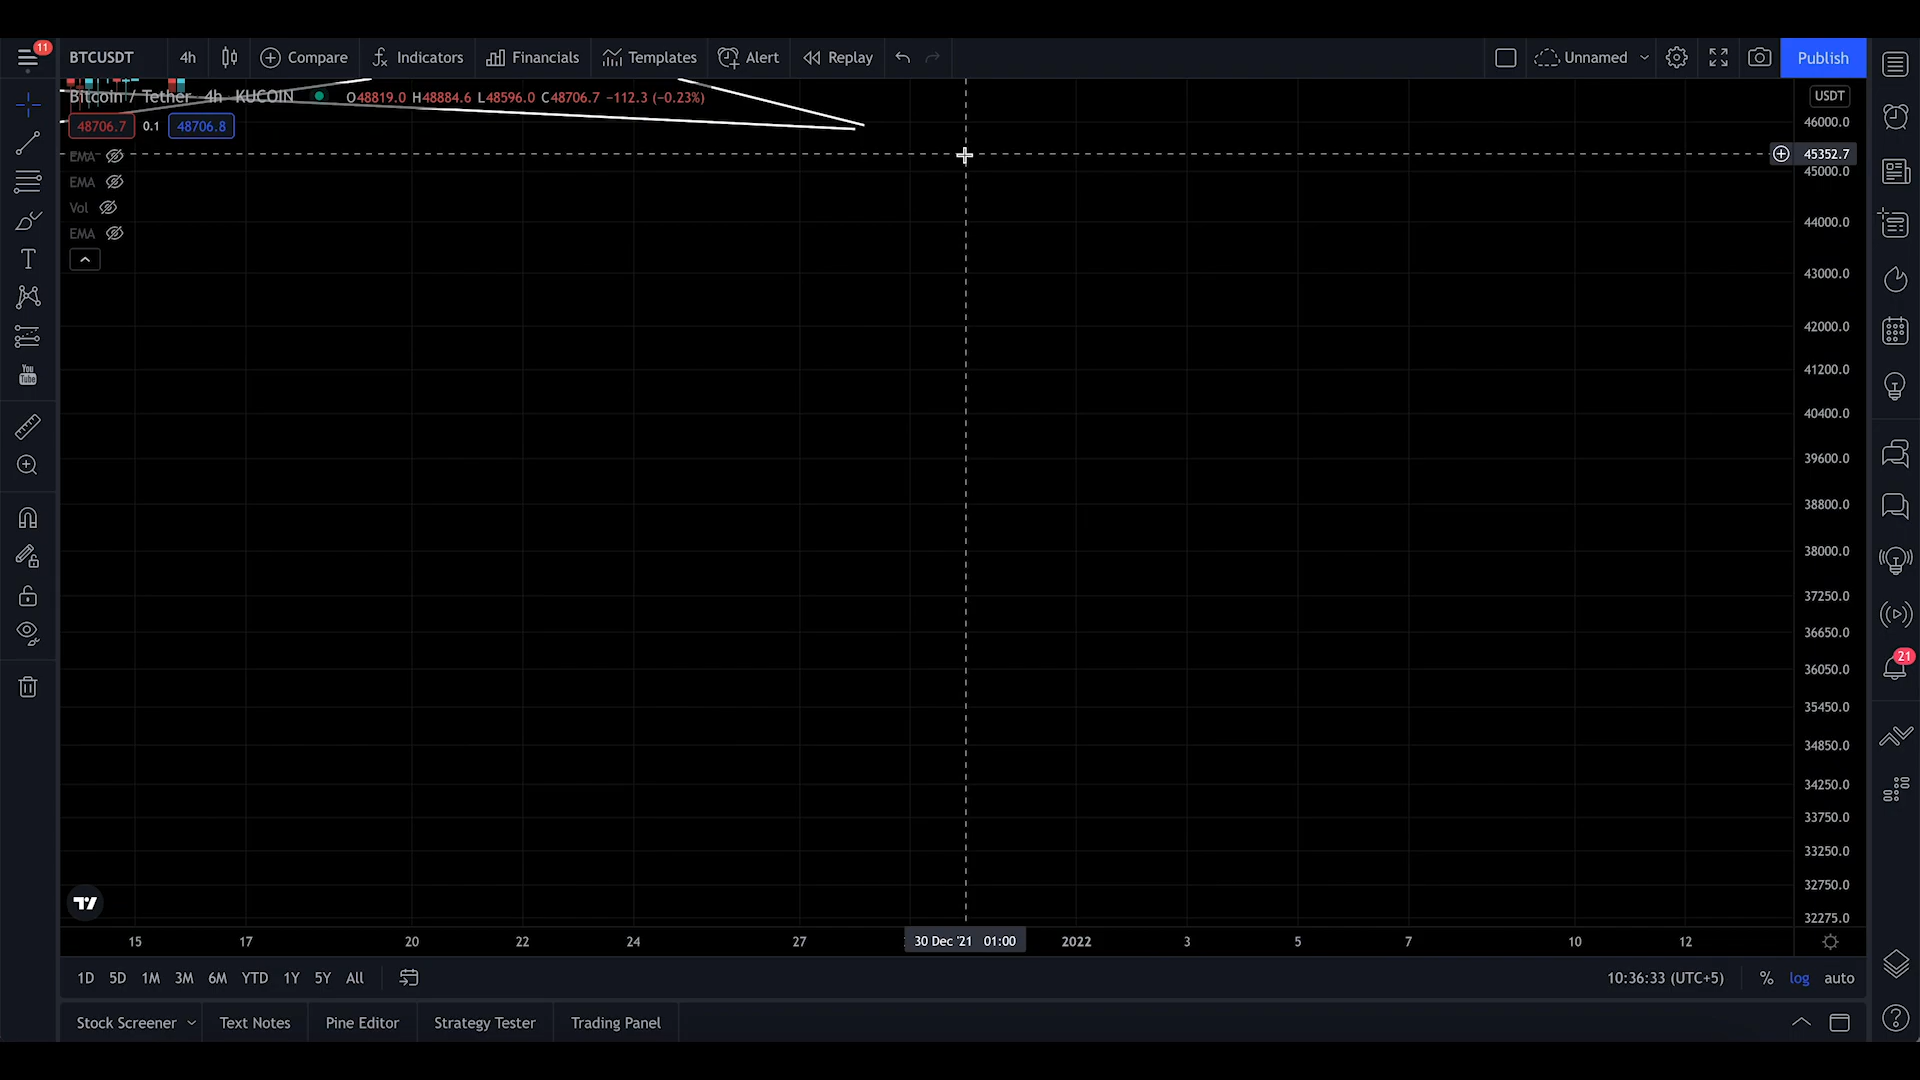 11 BTCUSDT 4h Compare Indicators Financials Templates Alert Replay Unnamed Publish
Bitcoin / Tether 4h KUCOIN O48819.0 H48884.6 L48596.0 C48706.7 −112.3 (−0.23%) USDT
48706.7 0.1 48706.8
EMA
EMA
Vol
EMA
46000.0
45352.7
45000.0
44000.0
43000.0
42000.0
41200.0
40400.0
39600.0
38800.0
38000.0
37250.0
36650.0
36050.0
35450.0
34850.0
34250.0
33750.0
33250.0
32750.0
32275.0
You
Tube
21
15 17 20 22 24 27 30 Dec '21 01:00 2022 3 5 7 10 12
1D 5D 1M 3M 6M YTD 1Y 5Y All 10:36:33 (UTC+5) % log auto
Stock Screener Text Notes Pine Editor Strategy Tester Trading Panel